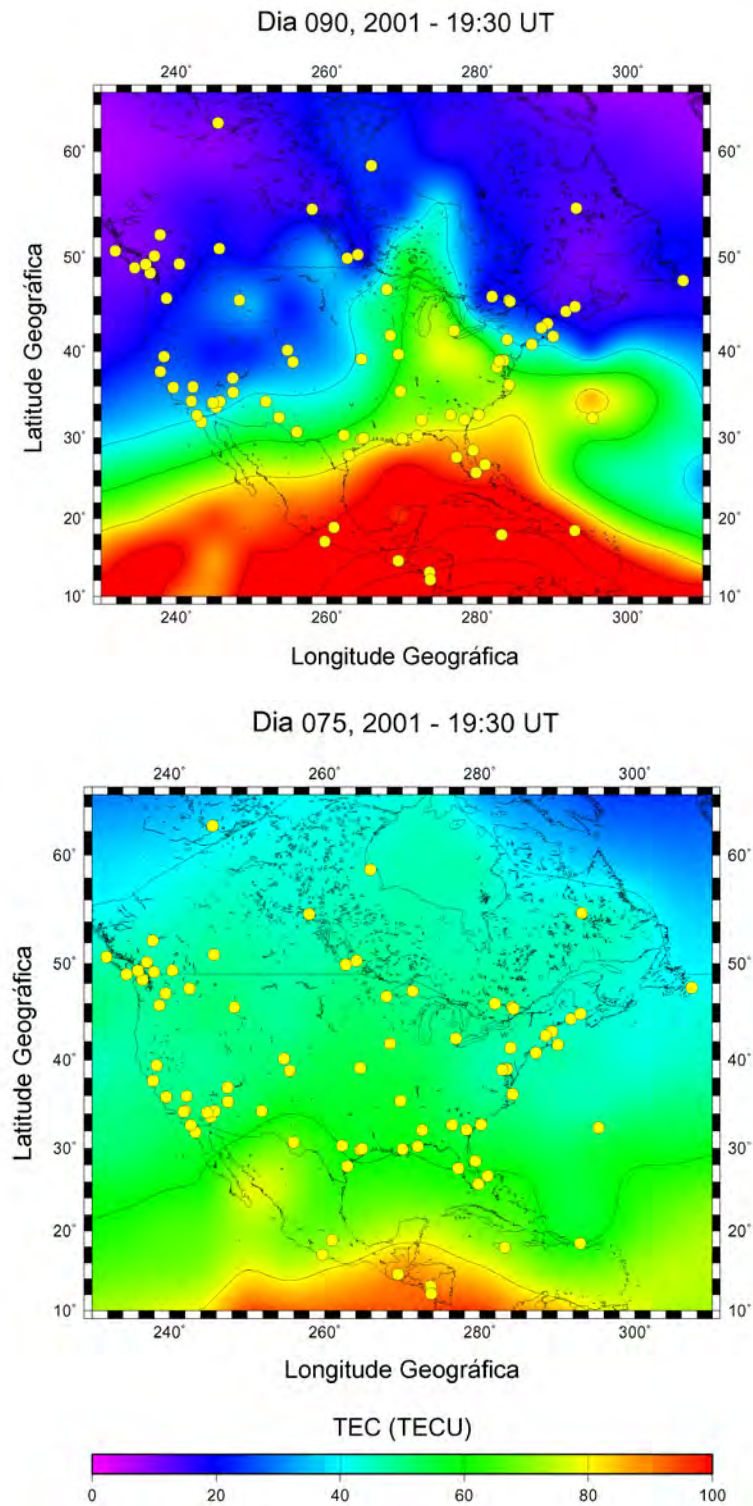 Dia 090, 2001 - 19:30 UT
240˚ 260˚ 280˚ 300˚
60˚ 60˚
50˚ 50˚
40˚ 40˚
30˚ 30˚
20˚ 20˚
10˚ 10˚
240˚ 260˚ 280˚ 300˚
Latitude Geográfica
Longitude Geográfica
Dia 075, 2001 - 19:30 UT
240˚ 260˚ 280˚ 300˚
60˚ 60˚
50˚ 50˚
40˚ 40˚
30˚ 30˚
20˚ 20˚
10˚ 10˚
240˚ 260˚ 280˚ 300˚
Latitude Geográfica
Longitude Geográfica
TEC (TECU)
0 20 40 60 80 100